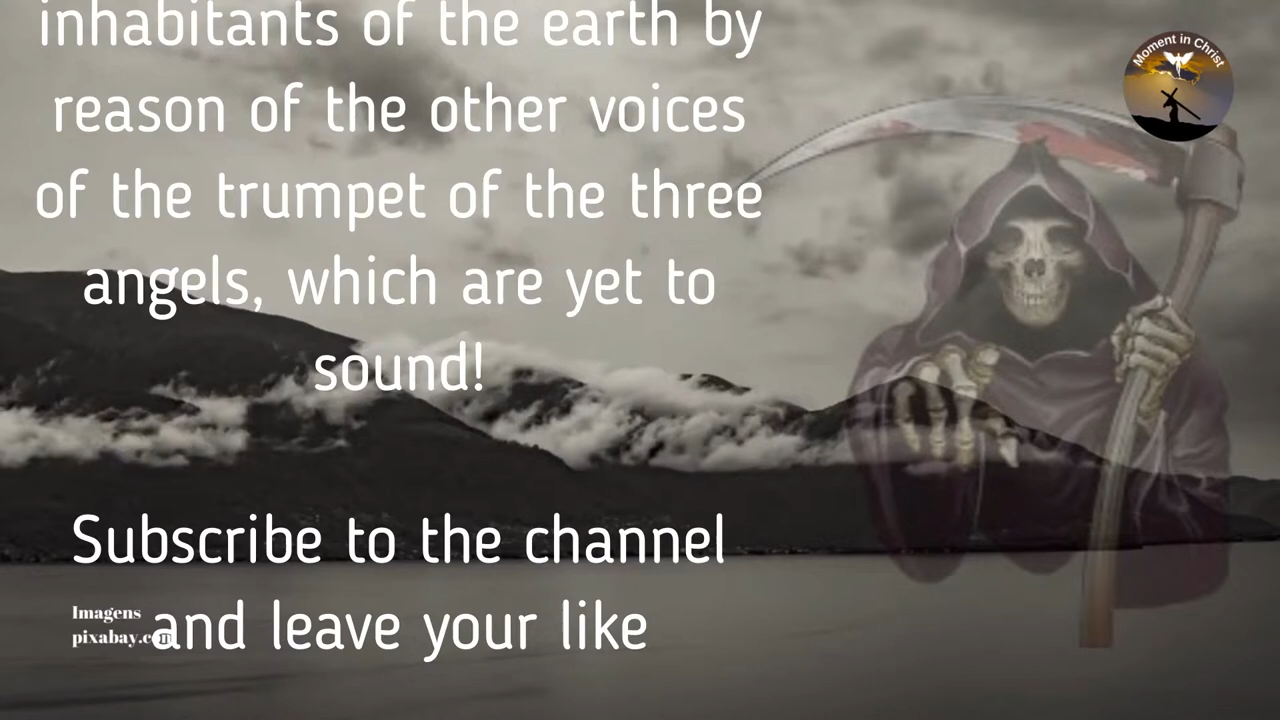 inhabitants of the earth by
reason of the other voices
of the trumpet of the three
angels, which are yet to
sound!
Subscribe to the channel
and leave your like
Imagens
pixabay.com
Moment in Christ